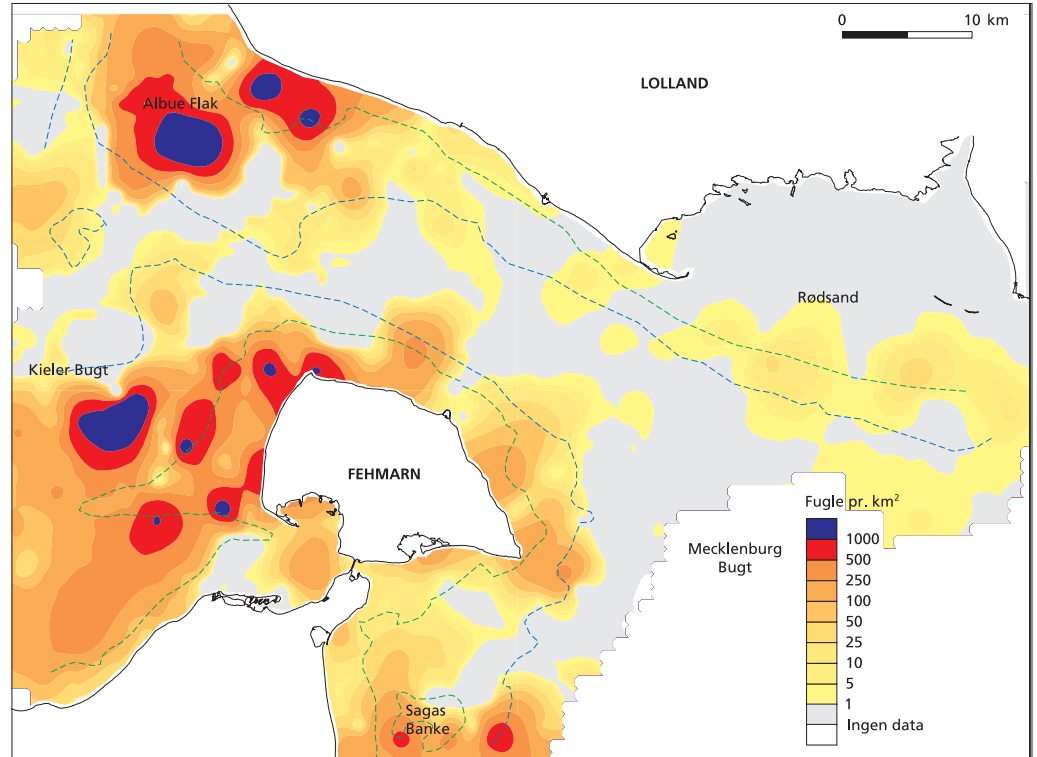 0 10 km
LOLLAND
Albue Flak
Rødsand
Kieler Bugt
FEHMARN
Fugle pr. km²
1000
500
250
100
50
25
10
5
1
Ingen data
Mecklenburg
Bugt
Sagas
Banke